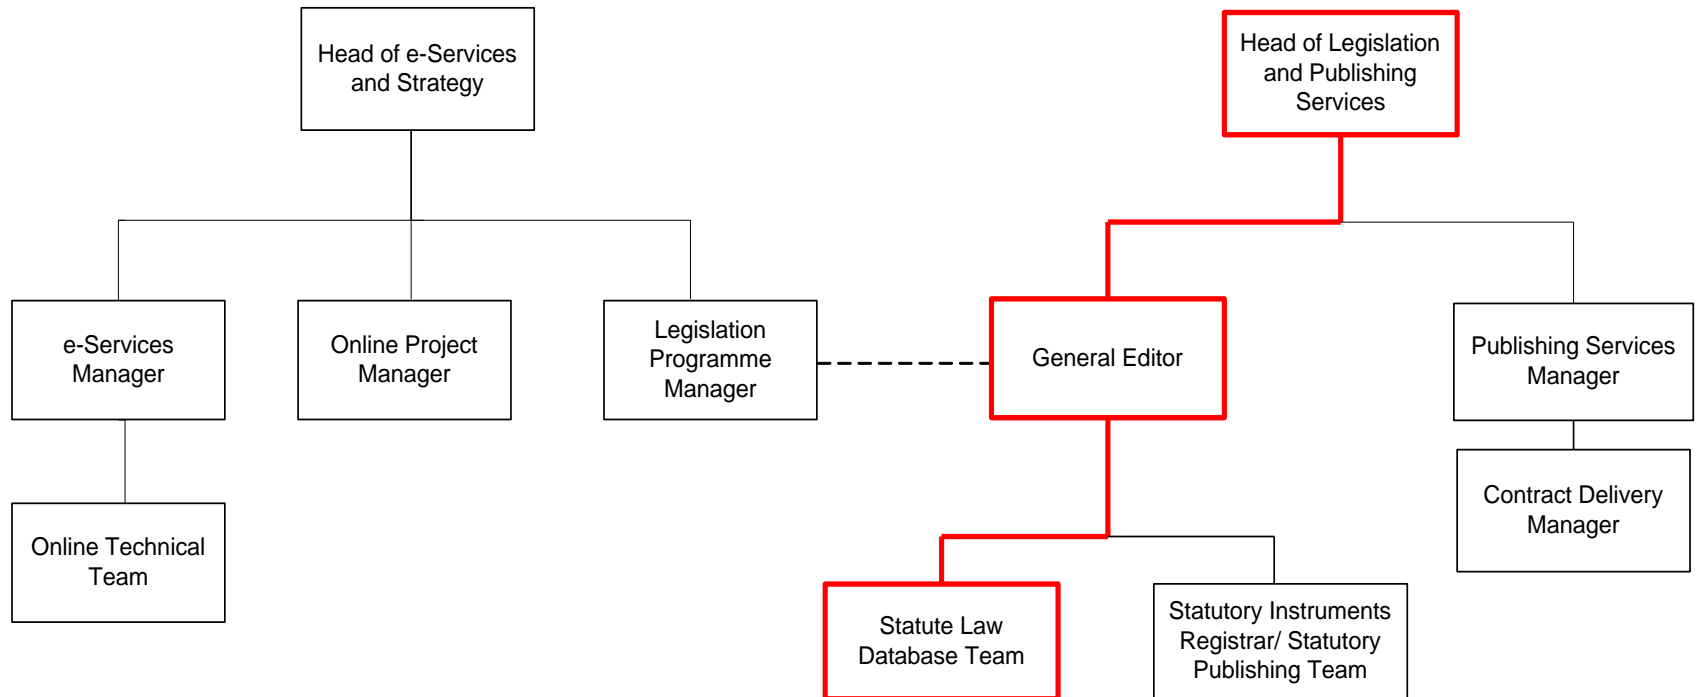 Head of e-Services
and Strategy
Head of Legislation
and Publishing
Services
e-Services
Manager
Online Project
Manager
Legislation
Programme
Manager
General Editor
Publishing Services
Manager
Contract Delivery
Manager
Online Technical
Team
Statute Law
Database Team
Statutory Instruments
Registrar/ Statutory
Publishing Team